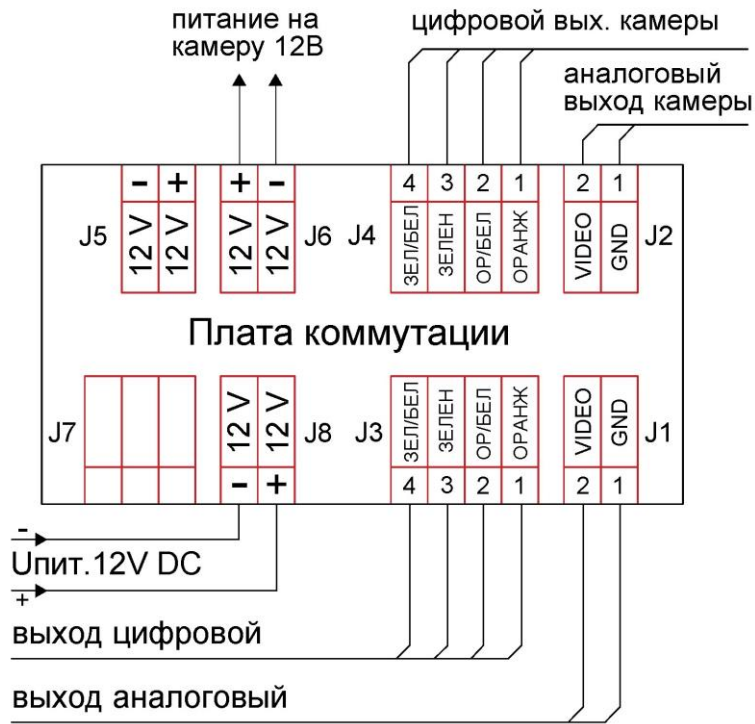 питание на
камеру 12В
цифровой вых. камеры
аналоговый
выход камеры
- + + - 4 3 2 1 2 1
J5 12 V 12 V 12 V 12 V J6 J4 ЗЕЛ/БЕЛ ЗЕЛЕН ОР/БЕЛ ОРАНЖ VIDEO GND J2
Плата коммутации
J7 12 V 12 V J8 J3 ЗЕЛ/БЕЛ ЗЕЛЕН ОР/БЕЛ ОРАНЖ VIDEO GND J1
- + 4 3 2 1 2 1
-
Uпит.12V DC
+
выход цифровой
выход аналоговый